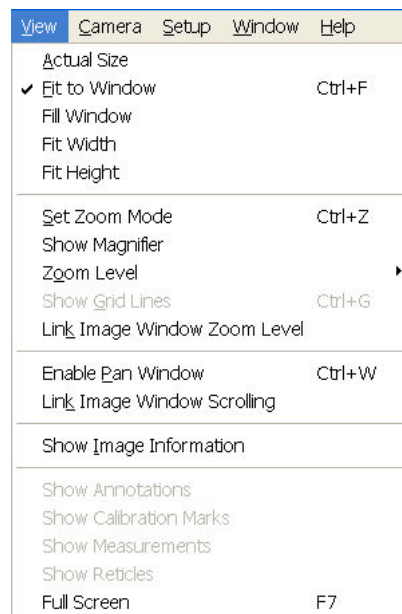 View Camera Setup Window Help
Actual Size
✓ Fit to Window Ctrl+F
Fill Window
Fit Width
Fit Height
Set Zoom Mode Ctrl+Z
Show Magnifier
Zoom Level
Show Grid Lines Ctrl+G
Link Image Window Zoom Level
Enable Pan Window Ctrl+W
Link Image Window Scrolling
Show Image Information
Show Annotations
Show Calibration Marks
Show Measurements
Show Reticles
Full Screen F7